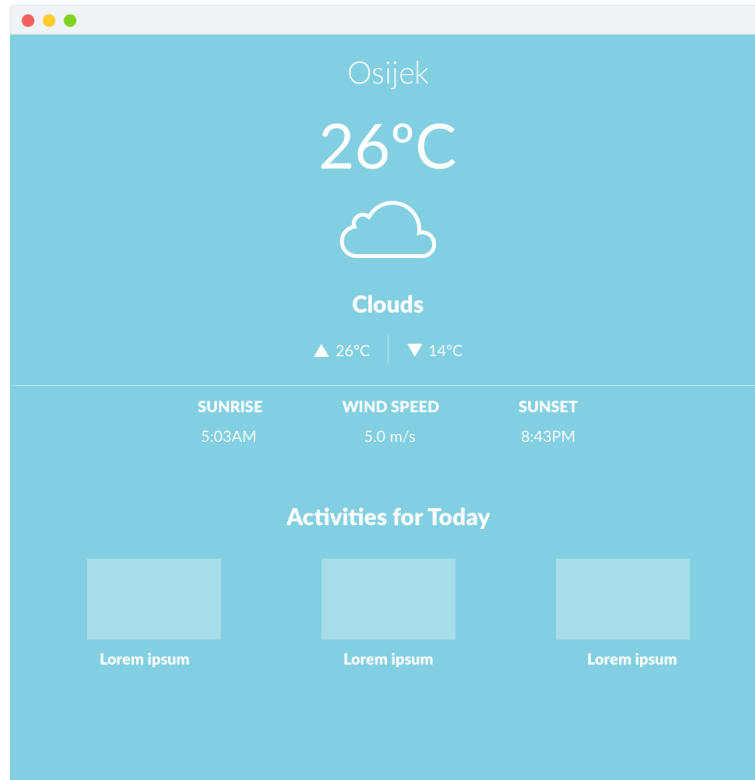 Osijek
26°C
Clouds
▲ 26°C ▼ 14°C
SUNRISE WIND SPEED SUNSET
5:03AM 5.0 m/s 8:43PM
Activities for Today
Lorem ipsum Lorem ipsum Lorem ipsum